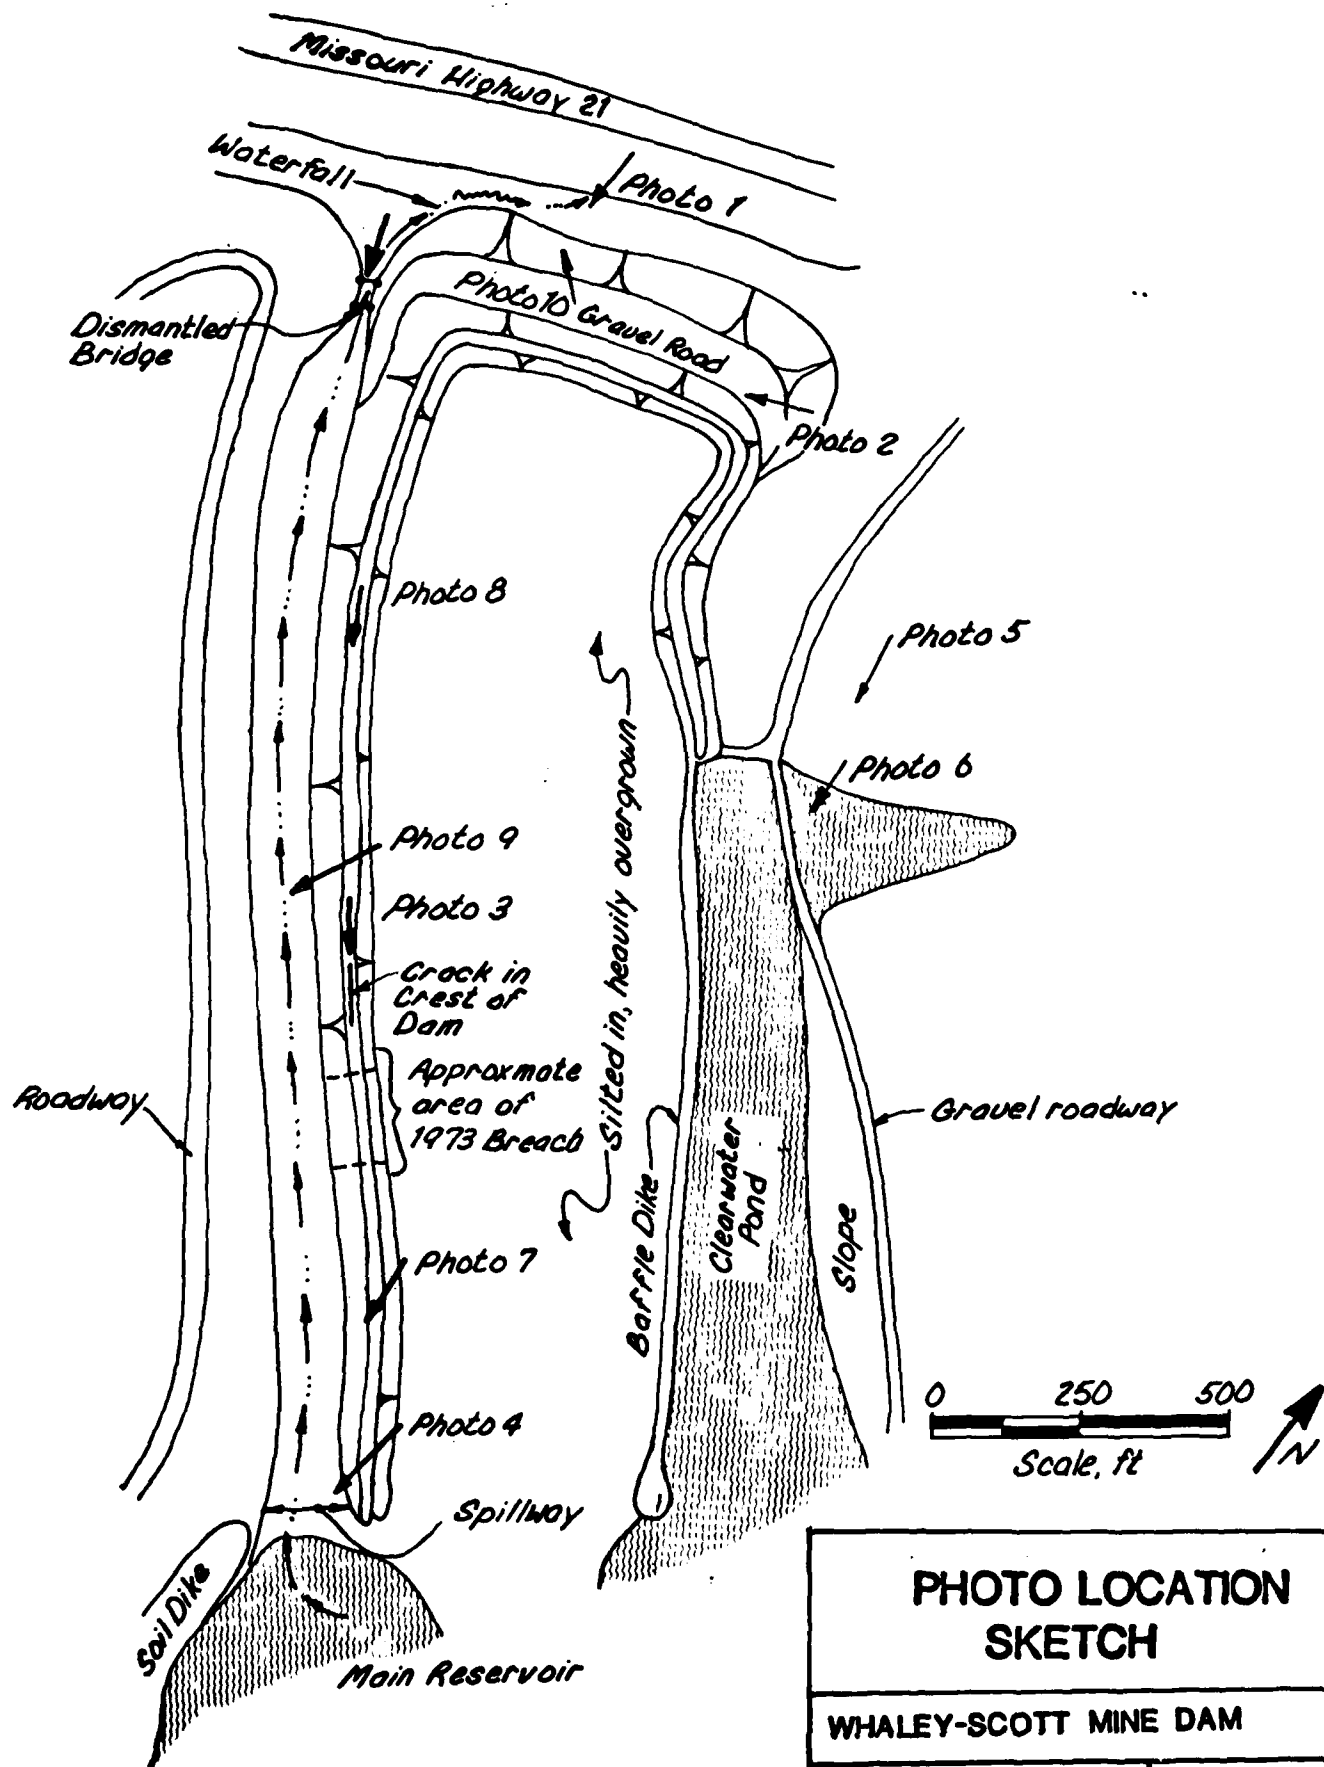 Missouri Highway 21
Waterfall
Photo 1
Photo 10
Gravel Road
Dismantled
Bridge
Photo 2
Photo 8
Photo 5
Photo 6
Silted in, heavily overgrown
Photo 9
Photo 3
Crack in
Crest of
Dam
Approxmate
area of
1973 Breach
Roadway
Gravel roadway
Clearwater
Pond
Baffle Dike
Slope
Photo 7
Photo 4
Spillway
0 250 500
Scale, ft
N
Soil Dike
Main Reservoir
PHOTO LOCATION
SKETCH
WHALEY-SCOTT MINE DAM